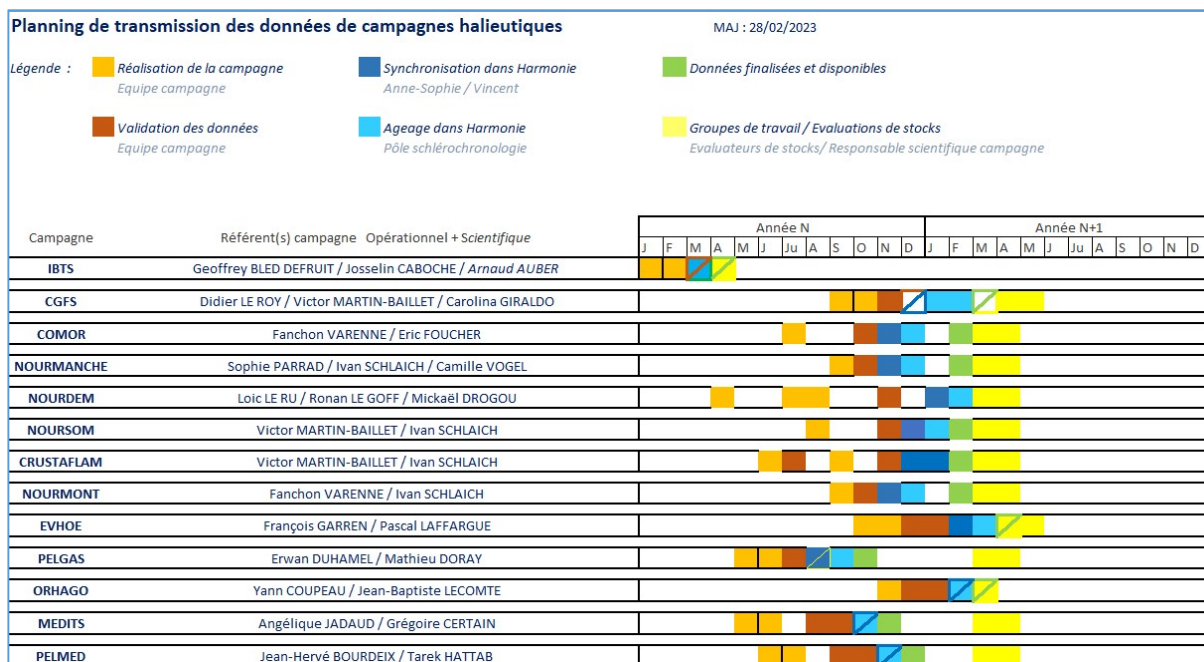 Planning de transmission des données de campagnes halieutiques MAJ : 28/02/2023
Légende : Réalisation de la campagne Synchronisation dans Harmonie Données finalisées et disponibles
Equipe campagne Anne-Sophie / Vincent
Validation des données Ageage dans Harmonie Groupes de travail / Evaluations de stocks
Equipe campagne Pôle schlérochronologie Evaluateurs de stocks/ Responsable scientifique campagne
Année N Année N+1
Campagne Référent(s) campagne Opérationnel + Scientifique J F M A M J Ju A S O N D J F M A M J Ju A S O N D
IBTS Geoffrey BLED DEFRUIT / Josselin CABOCHE / Arnaud AUBER
CGFS Didier LE ROY / Victor MARTIN-BAILLET / Carolina GIRALDO
COMOR Fanchon VARENNE / Eric FOUCHER
NOURMANCHE Sophie PARRAD / Ivan SCHLAICH / Camille VOGEL
NOURDEM Loic LE RU / Ronan LE GOFF / Mickaël DROGOU
NOURSOM Victor MARTIN-BAILLET / Ivan SCHLAICH
CRUSTAFLAM Victor MARTIN-BAILLET / Ivan SCHLAICH
NOURMONT Fanchon VARENNE / Ivan SCHLAICH
EVHOE François GARREN / Pascal LAFFARGUE
PELGAS Erwan DUHAMEL / Mathieu DORAY
ORHAGO Yann COUPEAU / Jean-Baptiste LECOMTE
MEDITS Angélique JADAUD / Grégoire CERTAIN
PELMED Jean-Hervé BOURDEIX / Tarek HATTAB